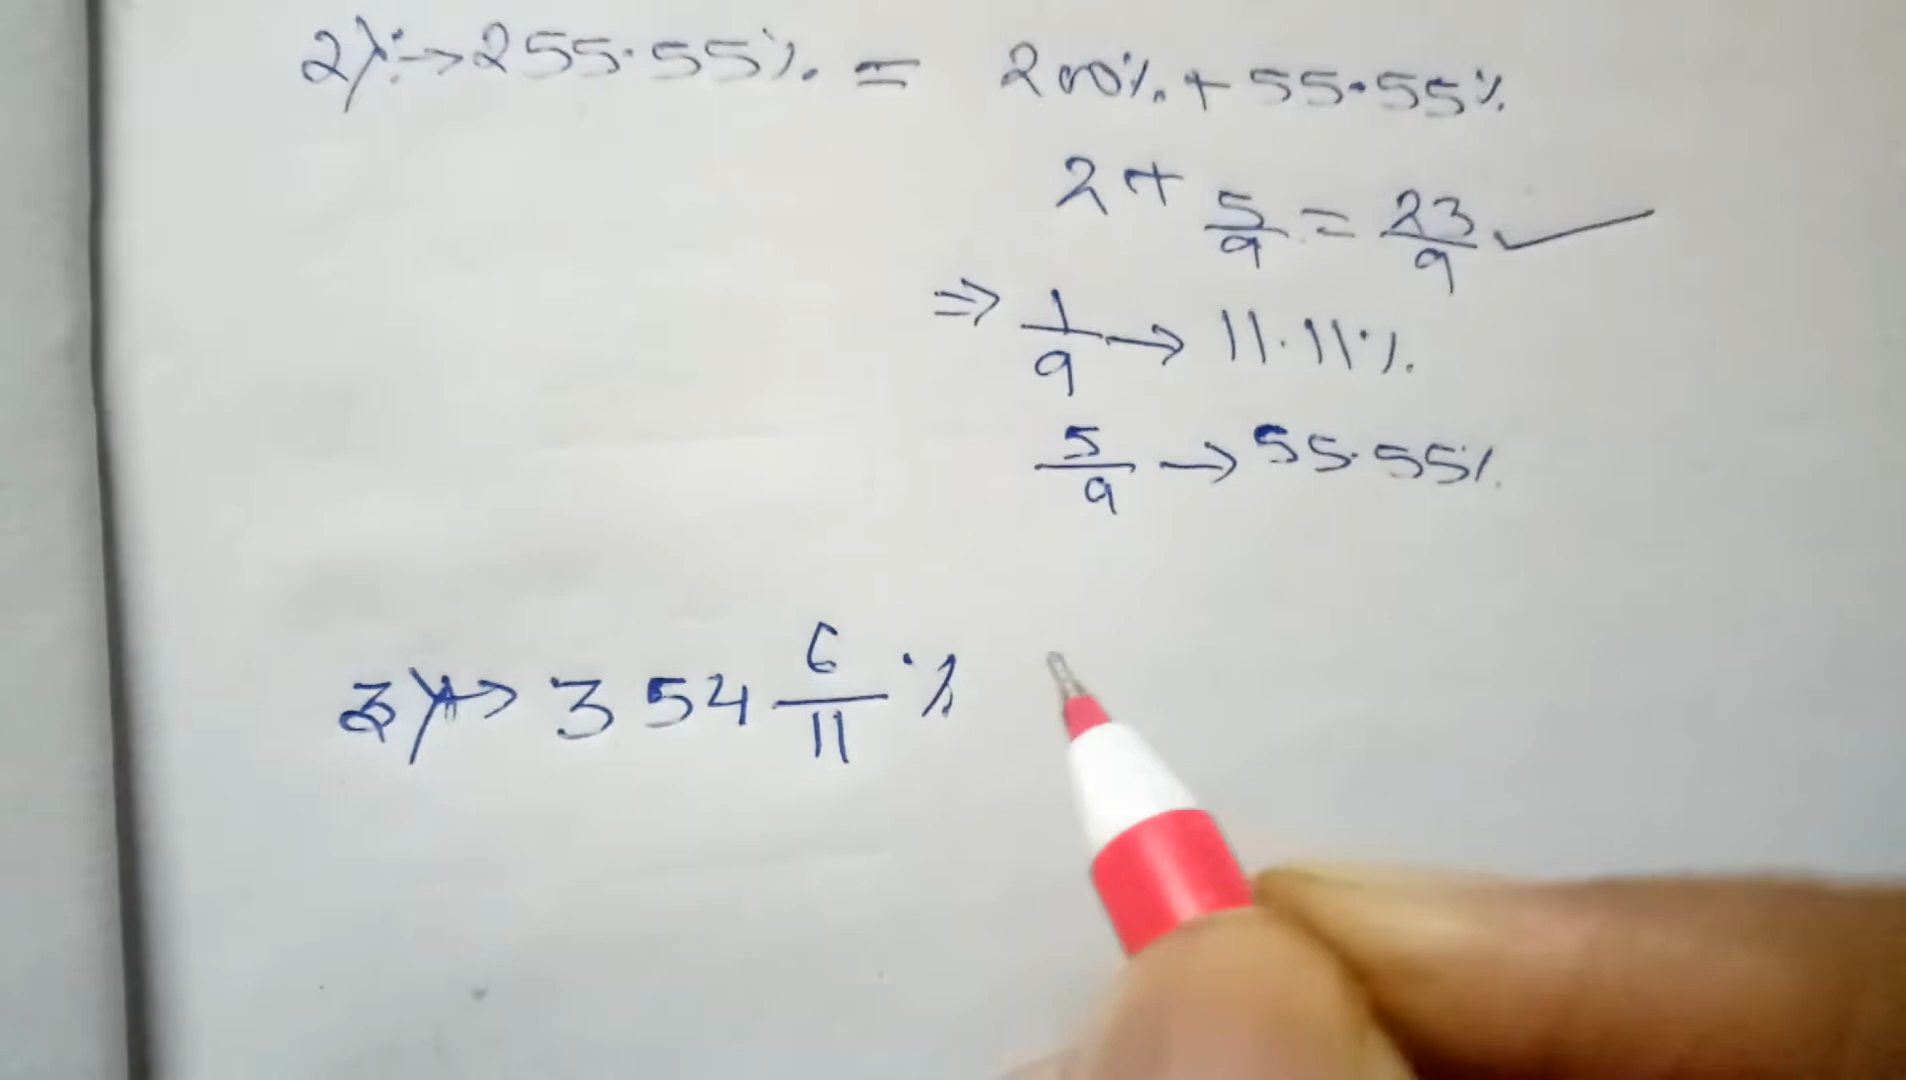 2) → 255.55% = 200% + 55.55%
2 + 5/9 = 23/9 ✓
⇒ 1/9 → 11.11%
5/9 → 55.55%
3) → 354 6/11 %